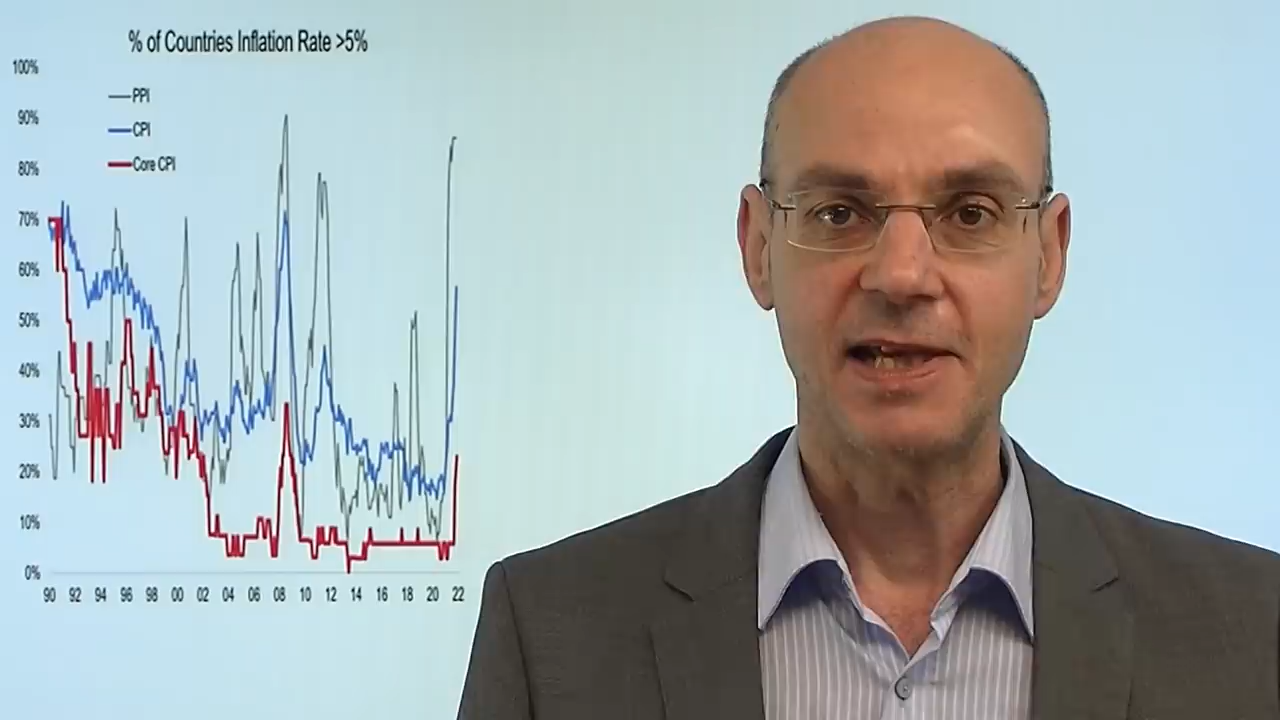 % of Countries Inflation Rate >5%
100%
PPI
90%
CPI
80%
Core CPI
70%
60%
50%
40%
30%
20%
10%
0%
90 92 94 96 98 00 02 04 06 08 10 12 14 16 18 20 22